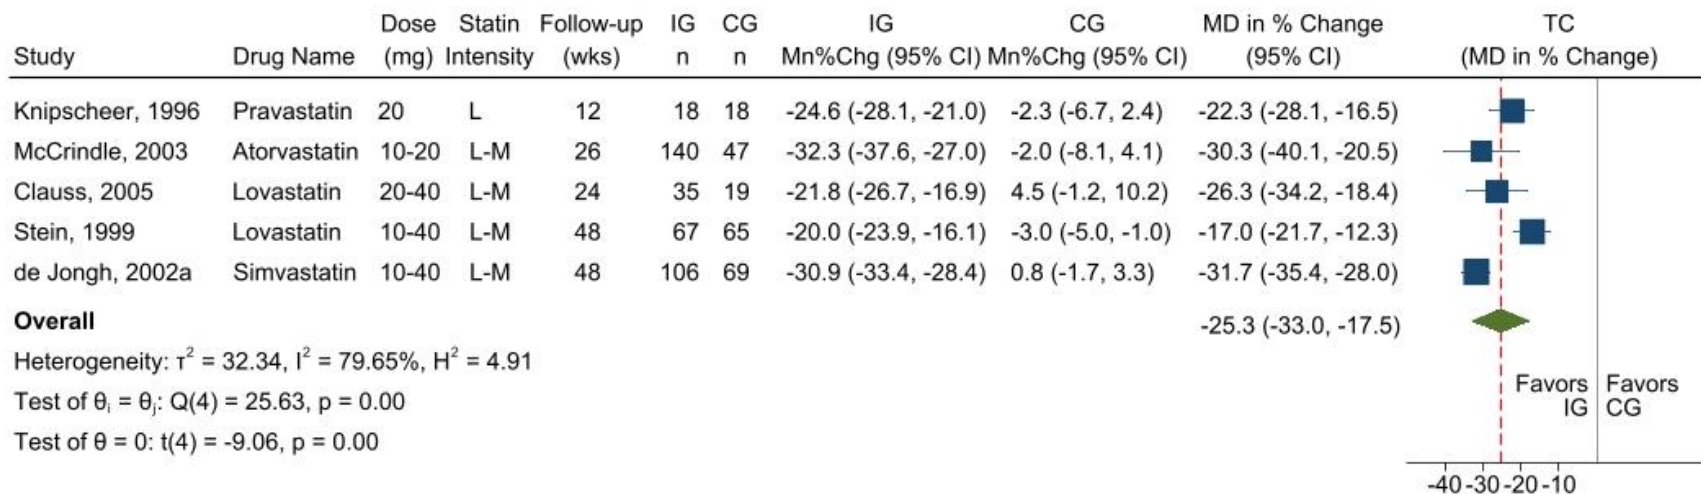 Dose Statin Follow-up IG CG IG CG MD in % Change TC
Study Drug Name (mg) Intensity (wks) n n Mn%Chg (95% CI) Mn%Chg (95% CI) (95% CI) (MD in % Change)
Knipscheer, 1996 Pravastatin 20 L 12 18 18 -24.6 (-28.1, -21.0) -2.3 (-6.7, 2.4) -22.3 (-28.1, -16.5)
McCrindle, 2003 Atorvastatin 10-20 L-M 26 140 47 -32.3 (-37.6, -27.0) -2.0 (-8.1, 4.1) -30.3 (-40.1, -20.5)
Clauss, 2005 Lovastatin 20-40 L-M 24 35 19 -21.8 (-26.7, -16.9) 4.5 (-1.2, 10.2) -26.3 (-34.2, -18.4)
Stein, 1999 Lovastatin 10-40 L-M 48 67 65 -20.0 (-23.9, -16.1) -3.0 (-5.0, -1.0) -17.0 (-21.7, -12.3)
de Jongh, 2002a Simvastatin 10-40 L-M 48 106 69 -30.9 (-33.4, -28.4) 0.8 (-1.7, 3.3) -31.7 (-35.4, -28.0)
Overall -25.3 (-33.0, -17.5)
Heterogeneity: τ² = 32.34, I² = 79.65%, H² = 4.91
Test of θᵢ = θⱼ: Q(4) = 25.63, p = 0.00
Test of θ = 0: t(4) = -9.06, p = 0.00
Favors Favors
IG CG
-40 -30 -20 -10